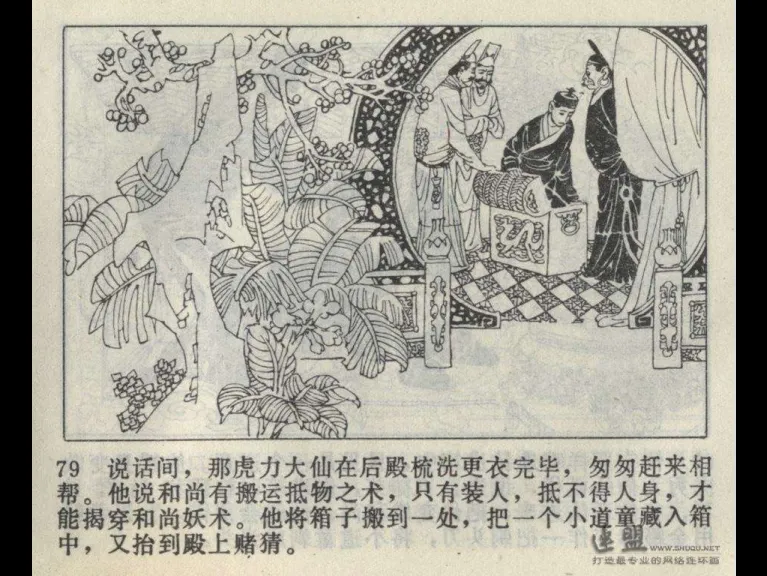 79 说话间，那虎力大仙在后殿梳洗更衣完毕，匆匆赶来相
帮。他说和尚有搬运抵物之术，只有装人，抵不得人身，才
能揭穿和尚妖术。他将箱子搬到一处，把一个小道童藏入箱
中，又抬到殿上赌猜。
连盟 WWW.SHDUO.NET
打造最专业的网络连环画